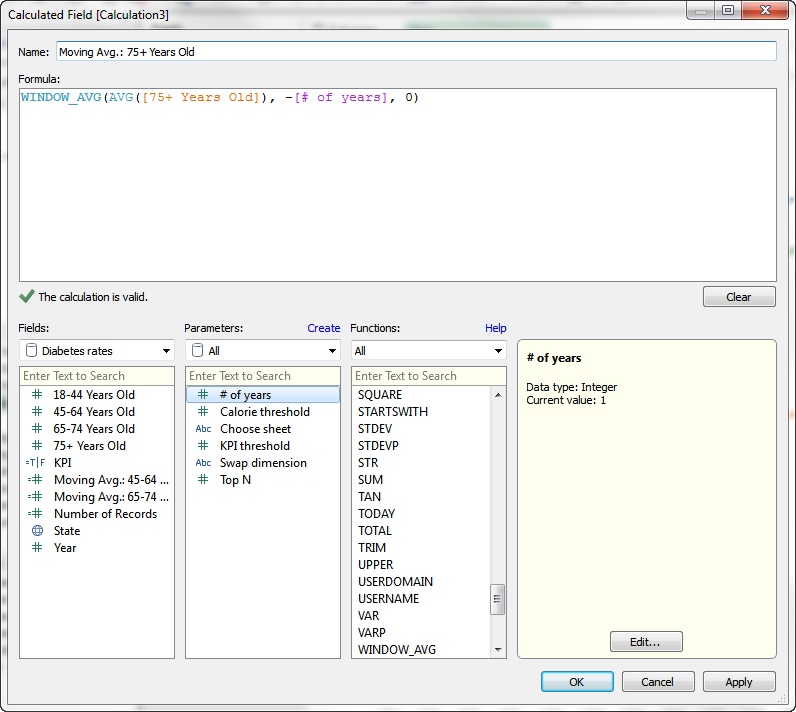 Calculated Field [Calculation3]
Name: Moving Avg.: 75+ Years Old
Formula:
WINDOW_AVG(AVG([75+ Years Old]), -[# of years], 0)
The calculation is valid.
Clear
Fields:
Diabetes rates
Enter Text to Search
18-44 Years Old
45-64 Years Old
65-74 Years Old
75+ Years Old
=T|F KPI
Moving Avg.: 45-64 ...
Moving Avg.: 65-74 ...
Number of Records
State
Year
Parameters: Create
All
Enter Text to Search
# of years
Calorie threshold
Abc Choose sheet
KPI threshold
Abc Swap dimension
Top N
Functions: Help
All
Enter Text to Search
SQUARE
STARTSWITH
STDEV
STDEVP
STR
SUM
TAN
TODAY
TOTAL
TRIM
UPPER
USERDOMAIN
USERNAME
VAR
VARP
WINDOW_AVG
# of years
Data type: Integer
Current value: 1
Edit...
OK
Cancel
Apply